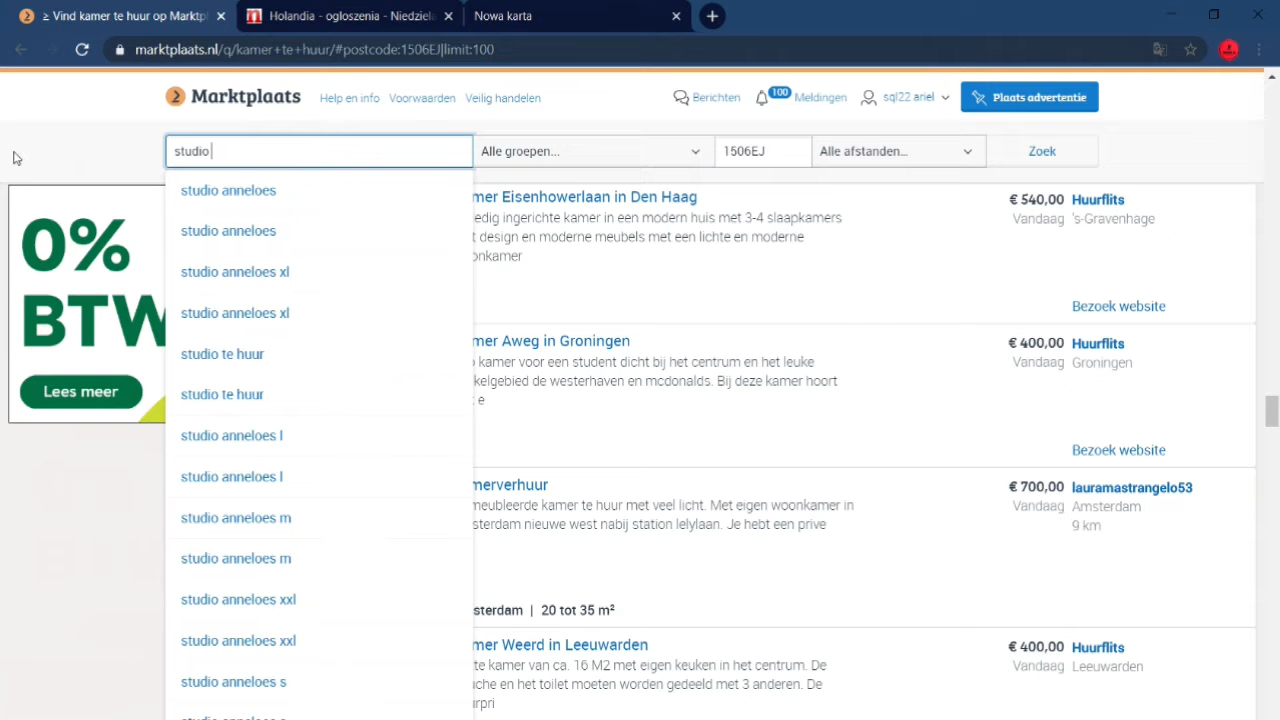 ≥ Vind kamer te huur op Marktpl
Holandia - ogloszenia - Niedziela
Nowa karta
marktplaats.nl/q/kamer+te+huur/#postcode:1506EJ|limit:100
Marktplaats
Help en info
Voorwaarden
Veilig handelen
Berichten
100
Meldingen
sql22 ariel
Plaats advertentie
studio
Alle groepen...
1506EJ
Alle afstanden...
Zoek
0%
BTW
Lees meer
studio anneloes
studio anneloes
studio anneloes xl
studio anneloes xl
studio te huur
studio te huur
studio anneloes l
studio anneloes l
studio anneloes m
studio anneloes m
studio anneloes xxl
studio anneloes xxl
studio anneloes s
mer Eisenhowerlaan in Den Haag
edig ingerichte kamer in een modern huis met 3-4 slaapkamers
t design en moderne meubels met een lichte en moderne
onkamer
€ 540,00 Huurflits
Vandaag 's-Gravenhage
Bezoek website
mer Aweg in Groningen
kamer voor een student dicht bij het centrum en het leuke
kelgebied de westerhaven en mcdonalds. Bij deze kamer hoort
e
€ 400,00 Huurflits
Vandaag Groningen
Bezoek website
merverhuur
meubileerde kamer te huur met veel licht. Met eigen woonkamer in
sterdam nieuwe west nabij station lelylaan. Je hebt een prive
sterdam | 20 tot 35 m²
€ 700,00 lauramastrangelo53
Vandaag Amsterdam
9 km
mer Weerd in Leeuwarden
te kamer van ca. 16 M2 met eigen keuken in het centrum. De
uche en het toilet moeten worden gedeeld met 3 anderen. De
urpri
€ 400,00 Huurflits
Vandaag Leeuwarden